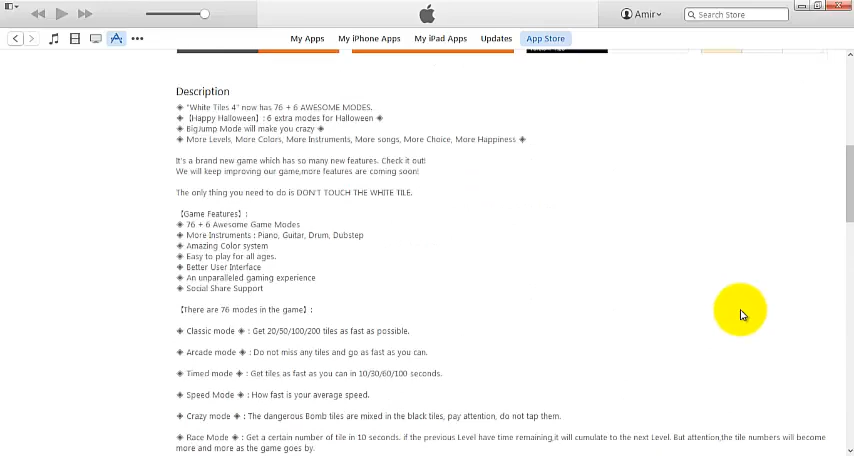 Amir
Search Store
My Apps
My iPhone Apps
My iPad Apps
Updates
App Store
Description
◈ "White Tiles 4" now has 76 + 6 AWESOME MODES.
◈【Happy Halloween】: 6 extra modes for Halloween ◈
◈ BigJump Mode will make you crazy ◈
◈ More Levels, More Colors, More Instruments, More songs, More Choice, More Happiness ◈
It's a brand new game which has so many new features. Check it out!
We will keep improving our game,more features are coming soon!
The only thing you need to do is DON'T TOUCH THE WHITE TILE.
【Game Features】:
◈ 76 + 6 Awesome Game Modes
◈ More Instruments : Piano, Guitar, Drum, Dubstep
◈ Amazing Color system
◈ Easy to play for all ages.
◈ Better User Interface
◈ An unparalleled gaming experience
◈ Social Share Support
【There are 76 modes in the game】:
◈ Classic mode ◈ : Get 20/50/100/200 tiles as fast as possible.
◈ Arcade mode ◈ : Do not miss any tiles and go as fast as you can.
◈ Timed mode ◈ : Get tiles as fast as you can in 10/30/60/100 seconds.
◈ Speed Mode ◈ : How fast is your average speed.
◈ Crazy mode ◈ : The dangerous Bomb tiles are mixed in the black tiles, pay attention, do not tap them.
◈ Race Mode ◈ : Get a certain number of tile in 10 seconds. if the previous Level have time remaining,it will cumulate to the next Level. But attention,the tile numbers will become
more and more as the game goes by.